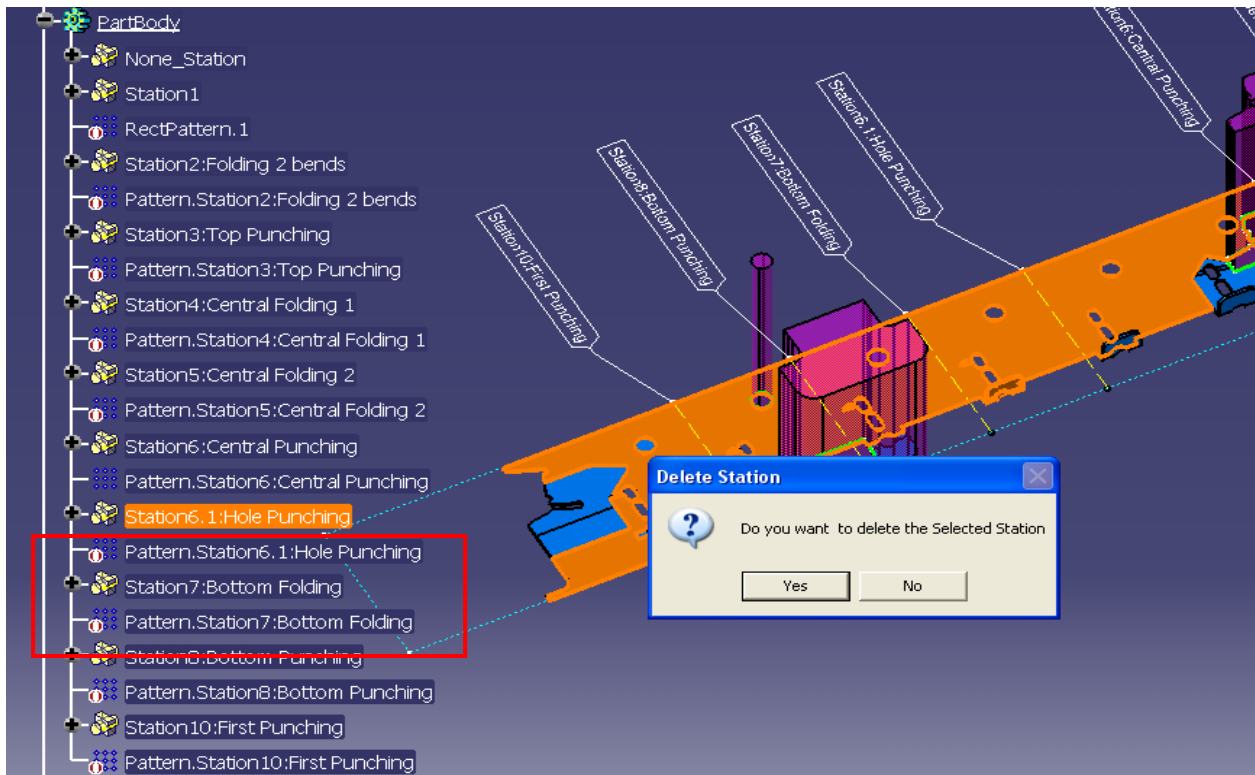 PartBody
None_Station
Station1
RectPattern.1
Station2:Folding 2 bends
Pattern.Station2:Folding 2 bends
Station3:Top Punching
Pattern.Station3:Top Punching
Station4:Central Folding 1
Pattern.Station4:Central Folding 1
Station5:Central Folding 2
Pattern.Station5:Central Folding 2
Station6:Central Punching
Pattern.Station6:Central Punching
Station6.1:Hole Punching
Pattern.Station6.1:Hole Punching
Station7:Bottom Folding
Pattern.Station7:Bottom Folding
Station8:Bottom Punching
Pattern.Station8:Bottom Punching
Station10:First Punching
Pattern.Station10:First Punching
Station10:First Punching
Station8:Bottom Punching
Station7:Bottom Folding
Station6.1:Hole Punching
Station6:Central Punching
Delete Station
Do you want to delete the Selected Station
Yes
No